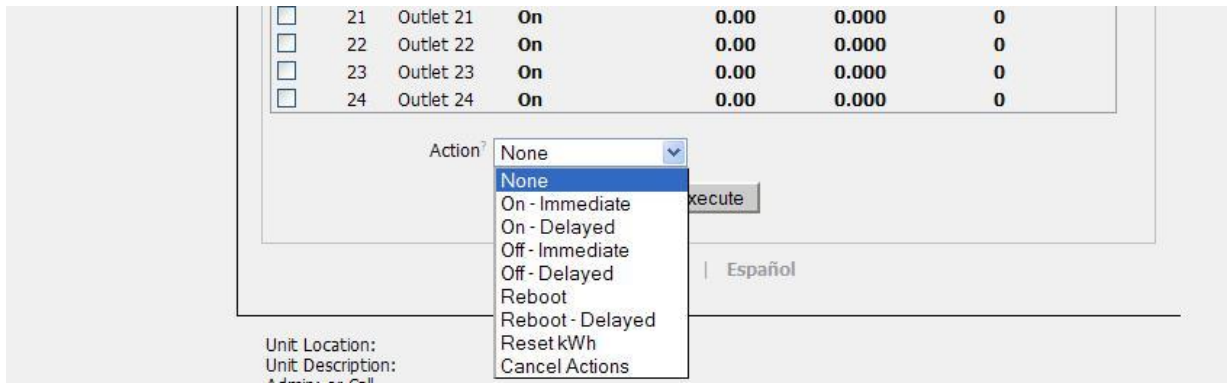 21 Outlet 21 On 0.00 0.000 0
22 Outlet 22 On 0.00 0.000 0
23 Outlet 23 On 0.00 0.000 0
24 Outlet 24 On 0.00 0.000 0
Action? None
None
On - Immediate
On - Delayed
Off - Immediate
Off - Delayed
Reboot
Reboot - Delayed
Reset kWh
Cancel Actions
xecute
| Español
Unit Location:
Unit Description: